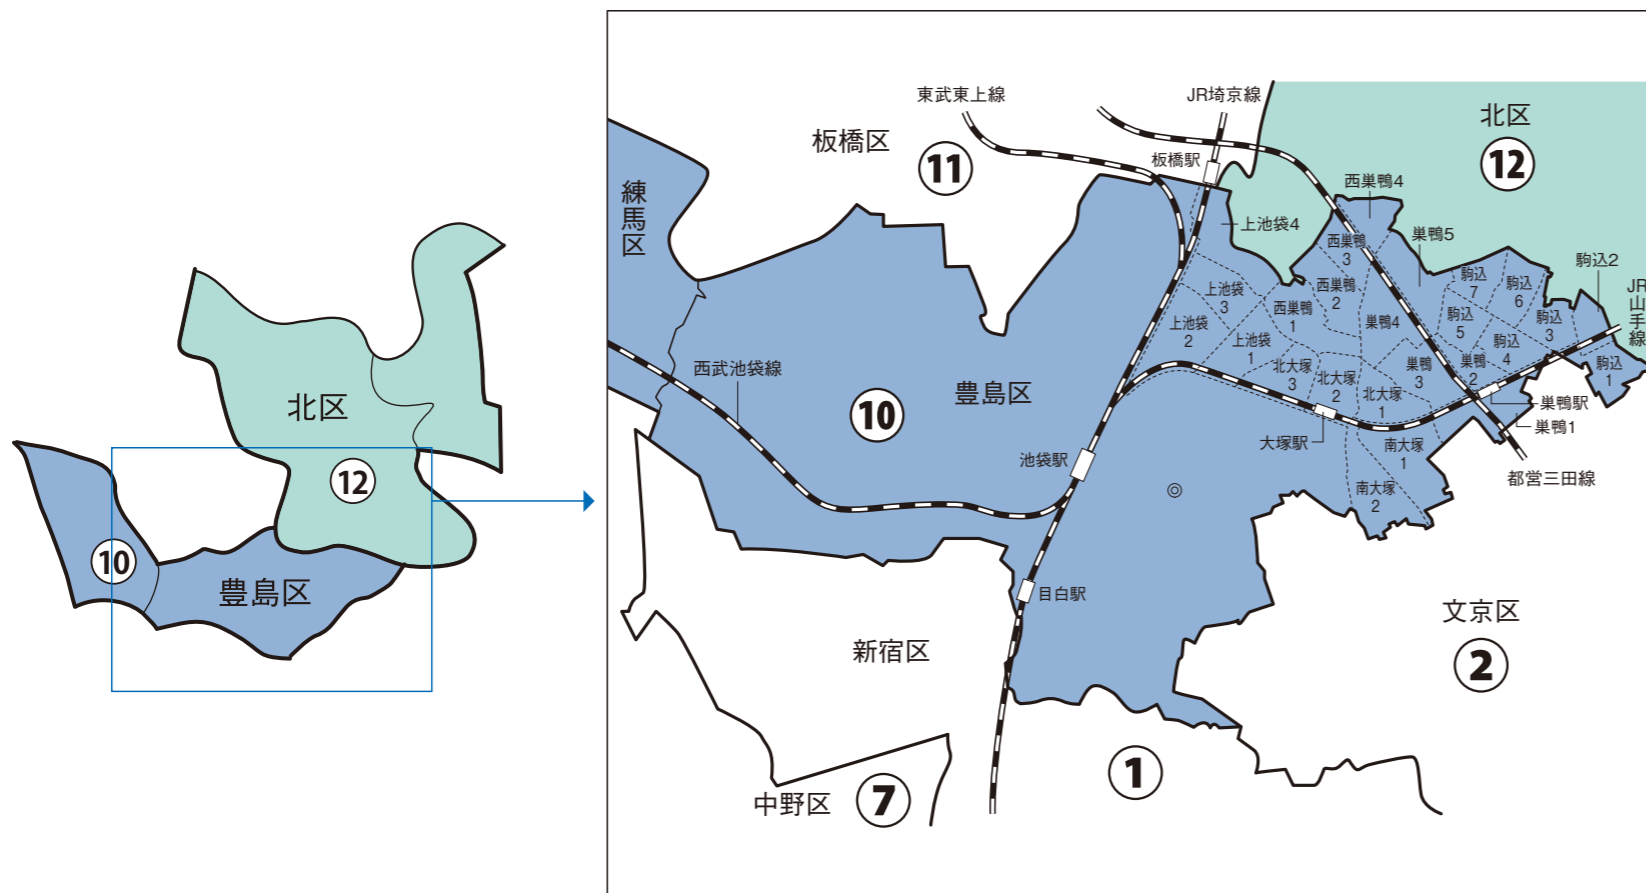 北区
⑫
⑩
豊島区
東武東上線
JR埼京線
板橋区
⑪
板橋駅
北区
⑫
練馬区
西巣鴨4
上池袋4
巣鴨5
駒込2
JR山手線
西巣鴨
3
駒込
7
駒込
6
上池袋
3
西巣鴨
2
西巣鴨
1
巣鴨4
駒込
5
駒込
3
上池袋
2
上池袋
1
駒込
4
駒込
1
西武池袋線
豊島区
⑩
北大塚
3
北大塚
2
巣鴨
3
巣鴨
2
北大塚
1
巣鴨駅
巣鴨1
大塚駅
南大塚
1
池袋駅
都営三田線
◎
南大塚
2
目白駅
文京区
②
新宿区
①
中野区
⑦